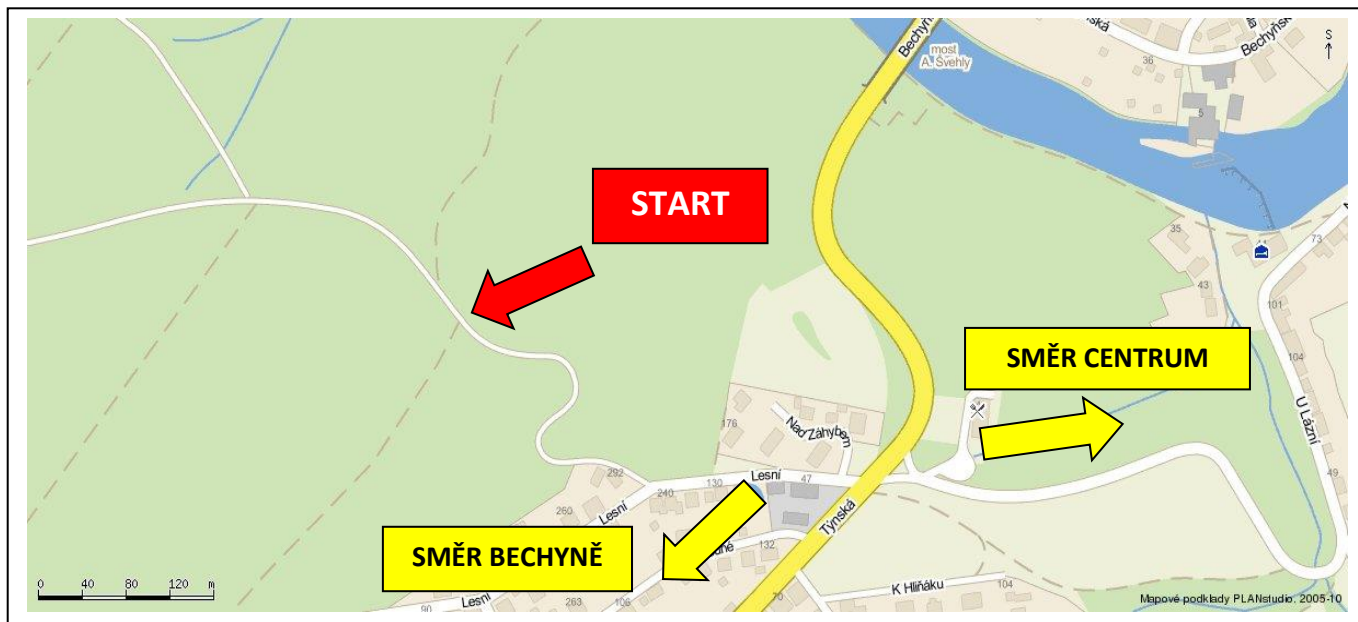 most
A. Švehly
36
Bechyňsk
S
5
START
35
73
43
101
SMĚR CENTRUM
104
U Lázní
49
176
Nad Záhybem
292
240
130
Lesní
47
260
Lesní
Týnská
SMĚR BECHYNĚ
132
K Hliňáku
104
0 40 80 120 m
90
Lesní
263
106
70
Mapové podklady PLANstudio, 2005-10